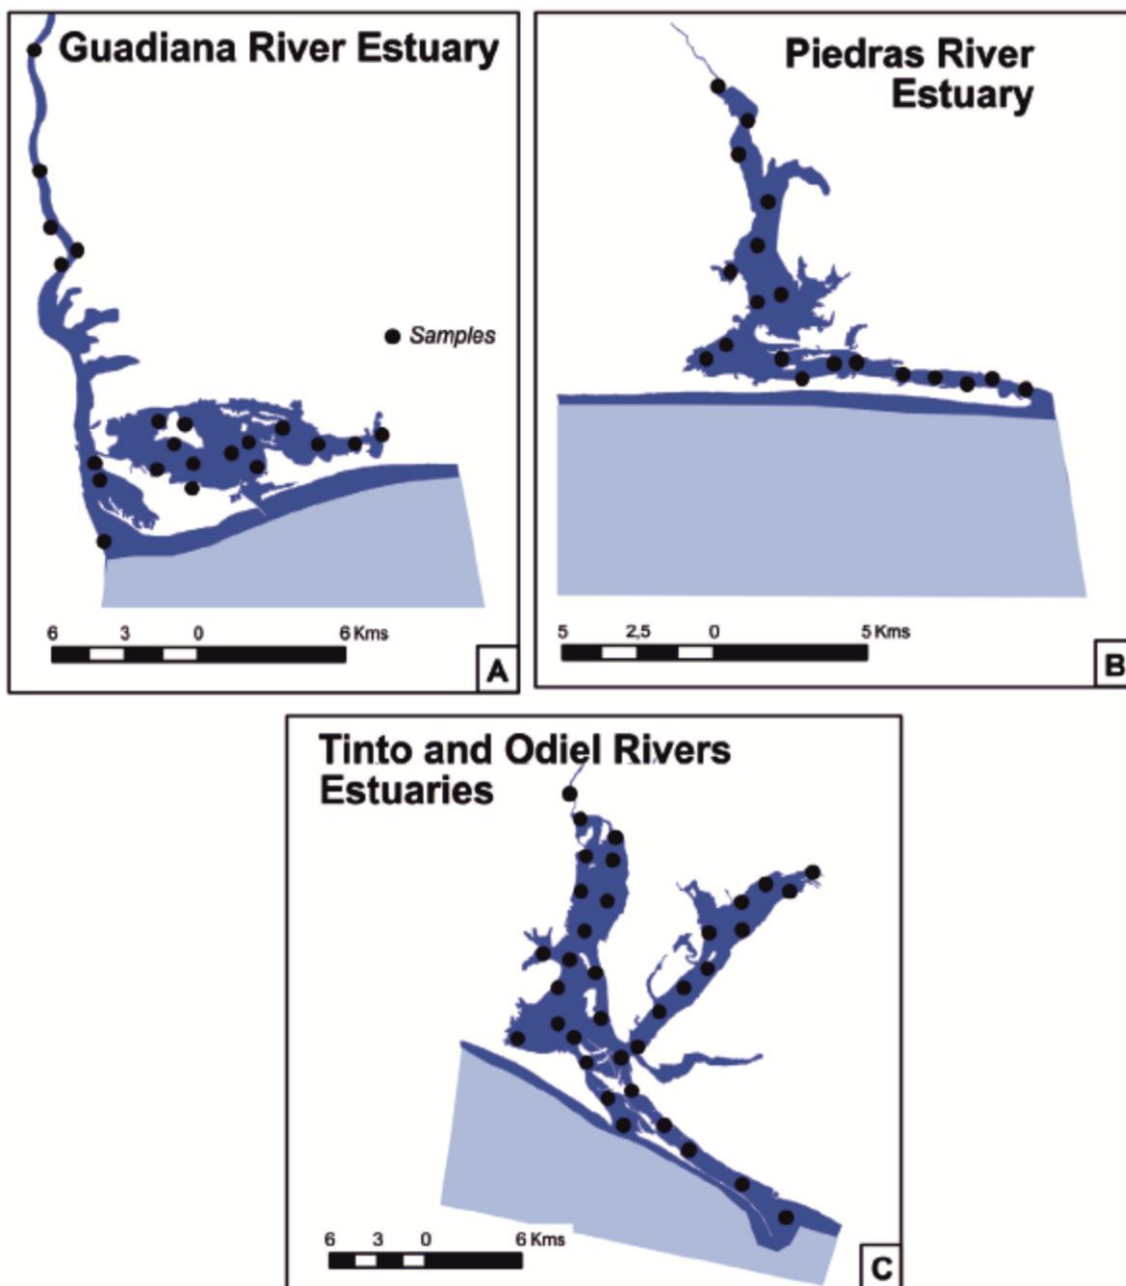 Guadiana River Estuary
Samples
6 3 0 6 Kms
A
Piedras River
Estuary
5 2,5 0 5 Kms
B
Tinto and Odiel Rivers
Estuaries
6 3 0 6 Kms
C